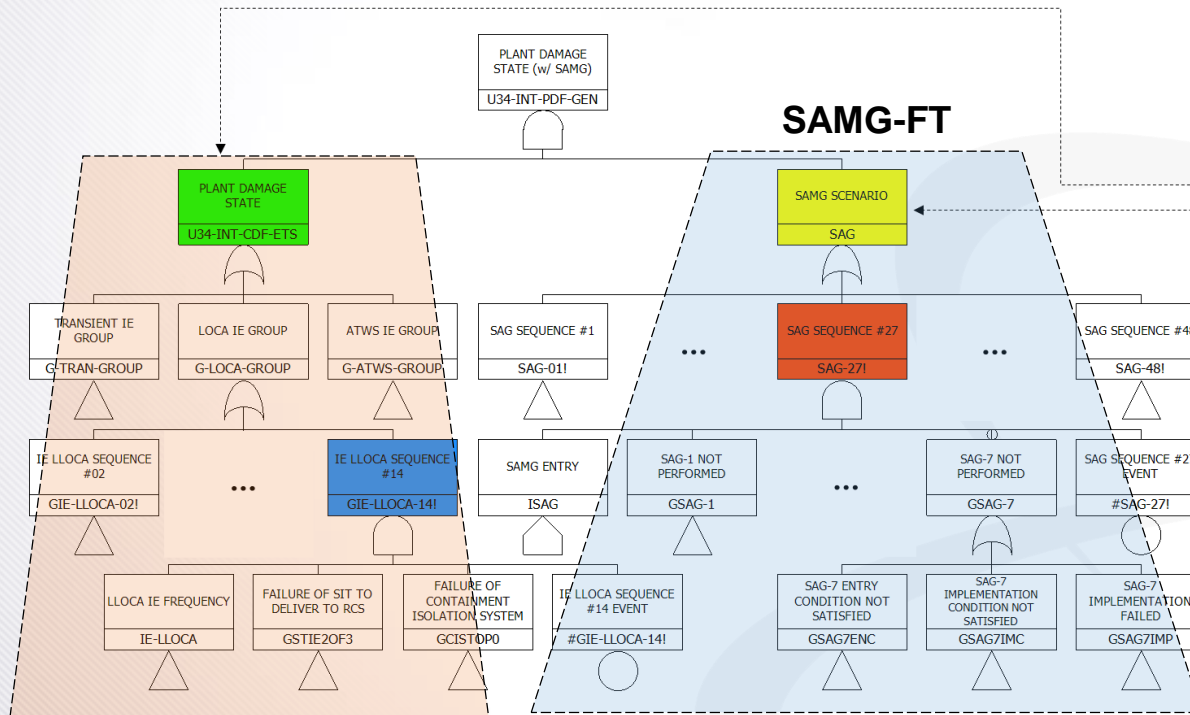 PLANT DAMAGE
STATE (w/ SAMG)
U34-INT-PDF-GEN
SAMG-FT
PLANT DAMAGE
STATE
U34-INT-CDF-ETS
SAMG SCENARIO
SAG
TRANSIENT IE
GROUP
G-TRAN-GROUP
LOCA IE GROUP
G-LOCA-GROUP
ATWS IE GROUP
G-ATWS-GROUP
SAG SEQUENCE #1
SAG-01!
...
SAG SEQUENCE #27
SAG-27!
...
SAG SEQUENCE #48
SAG-48!
IE LLOCA SEQUENCE
#02
GIE-LLOCA-02!
...
IE LLOCA SEQUENCE
#14
GIE-LLOCA-14!
SAMG ENTRY
ISAG
SAG-1 NOT
PERFORMED
GSAG-1
...
SAG-7 NOT
PERFORMED
GSAG-7
SAG SEQUENCE #27
EVENT
#SAG-27!
LLOCA IE FREQUENCY
IE-LLOCA
FAILURE OF SIT TO
DELIVER TO RCS
GSTIE2OF3
FAILURE OF
CONTAINMENT
ISOLATION SYSTEM
GCISTOP0
IE LLOCA SEQUENCE
#14 EVENT
#GIE-LLOCA-14!
SAG-7 ENTRY
CONDITION NOT
SATISFIED
GSAG7ENC
SAG-7
IMPLEMENTATION
CONDITION NOT
SATISFIED
GSAG7IMC
SAG-7
IMPLEMENTATION
FAILED
GSAG7IMP